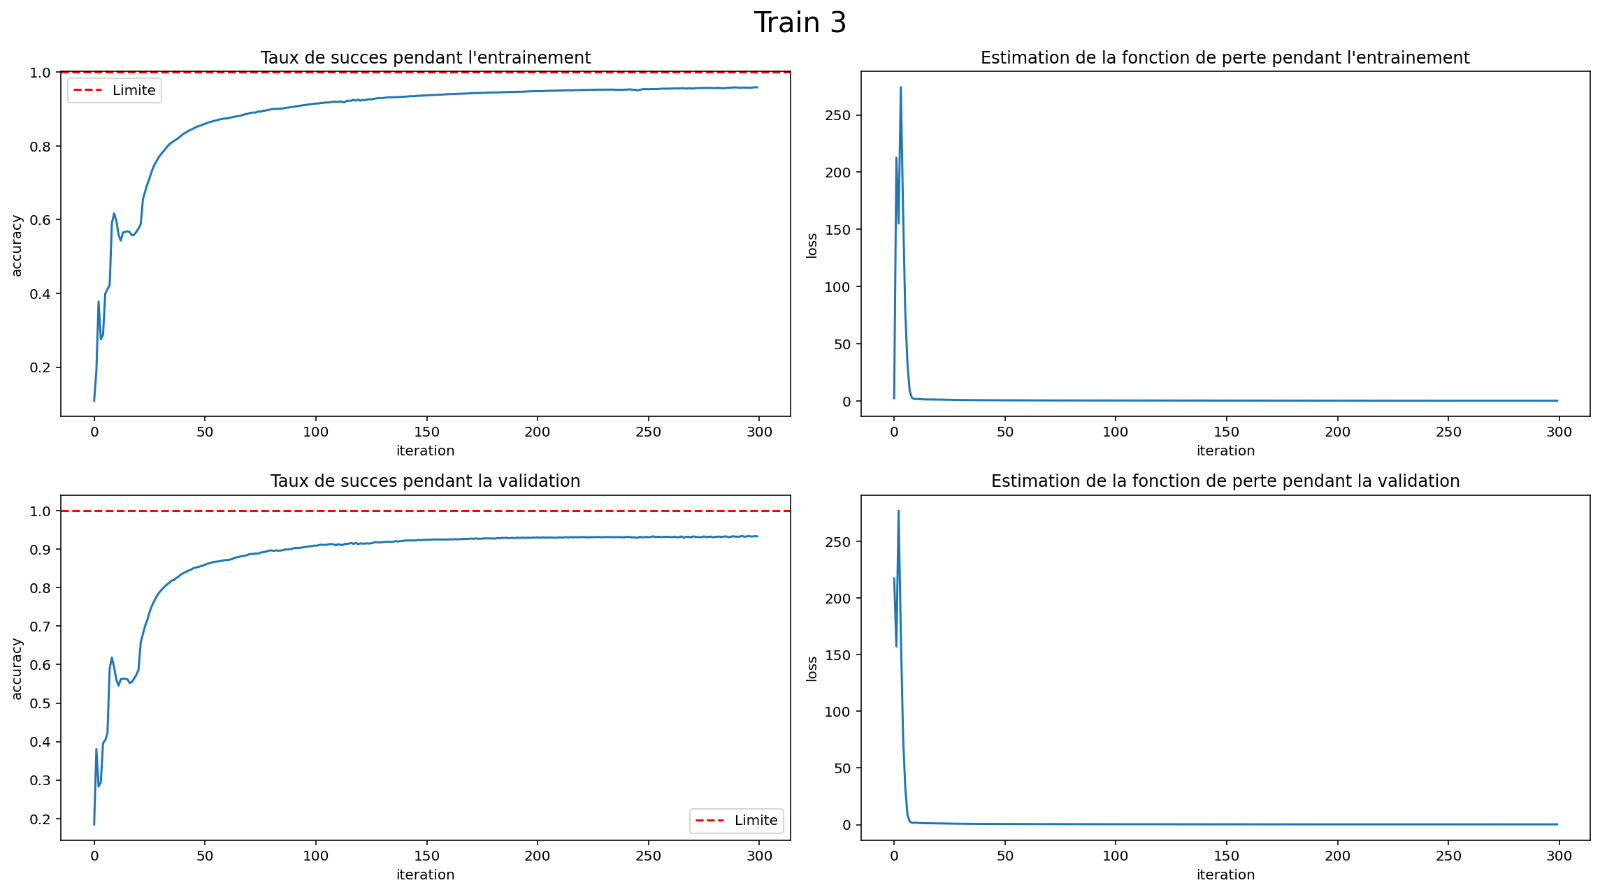 Train 3
Taux de succes pendant l'entrainement
1.0
0.8
0.6
0.4
0.2
accuracy
Limite
0 50 100 150 200 250 300
iteration
Estimation de la fonction de perte pendant l'entrainement
250
200
150
100
50
0
loss
0 50 100 150 200 250 300
iteration
Taux de succes pendant la validation
1.0
0.9
0.8
0.7
0.6
0.5
0.4
0.3
0.2
accuracy
Limite
0 50 100 150 200 250 300
iteration
Estimation de la fonction de perte pendant la validation
250
200
150
100
50
0
loss
0 50 100 150 200 250 300
iteration